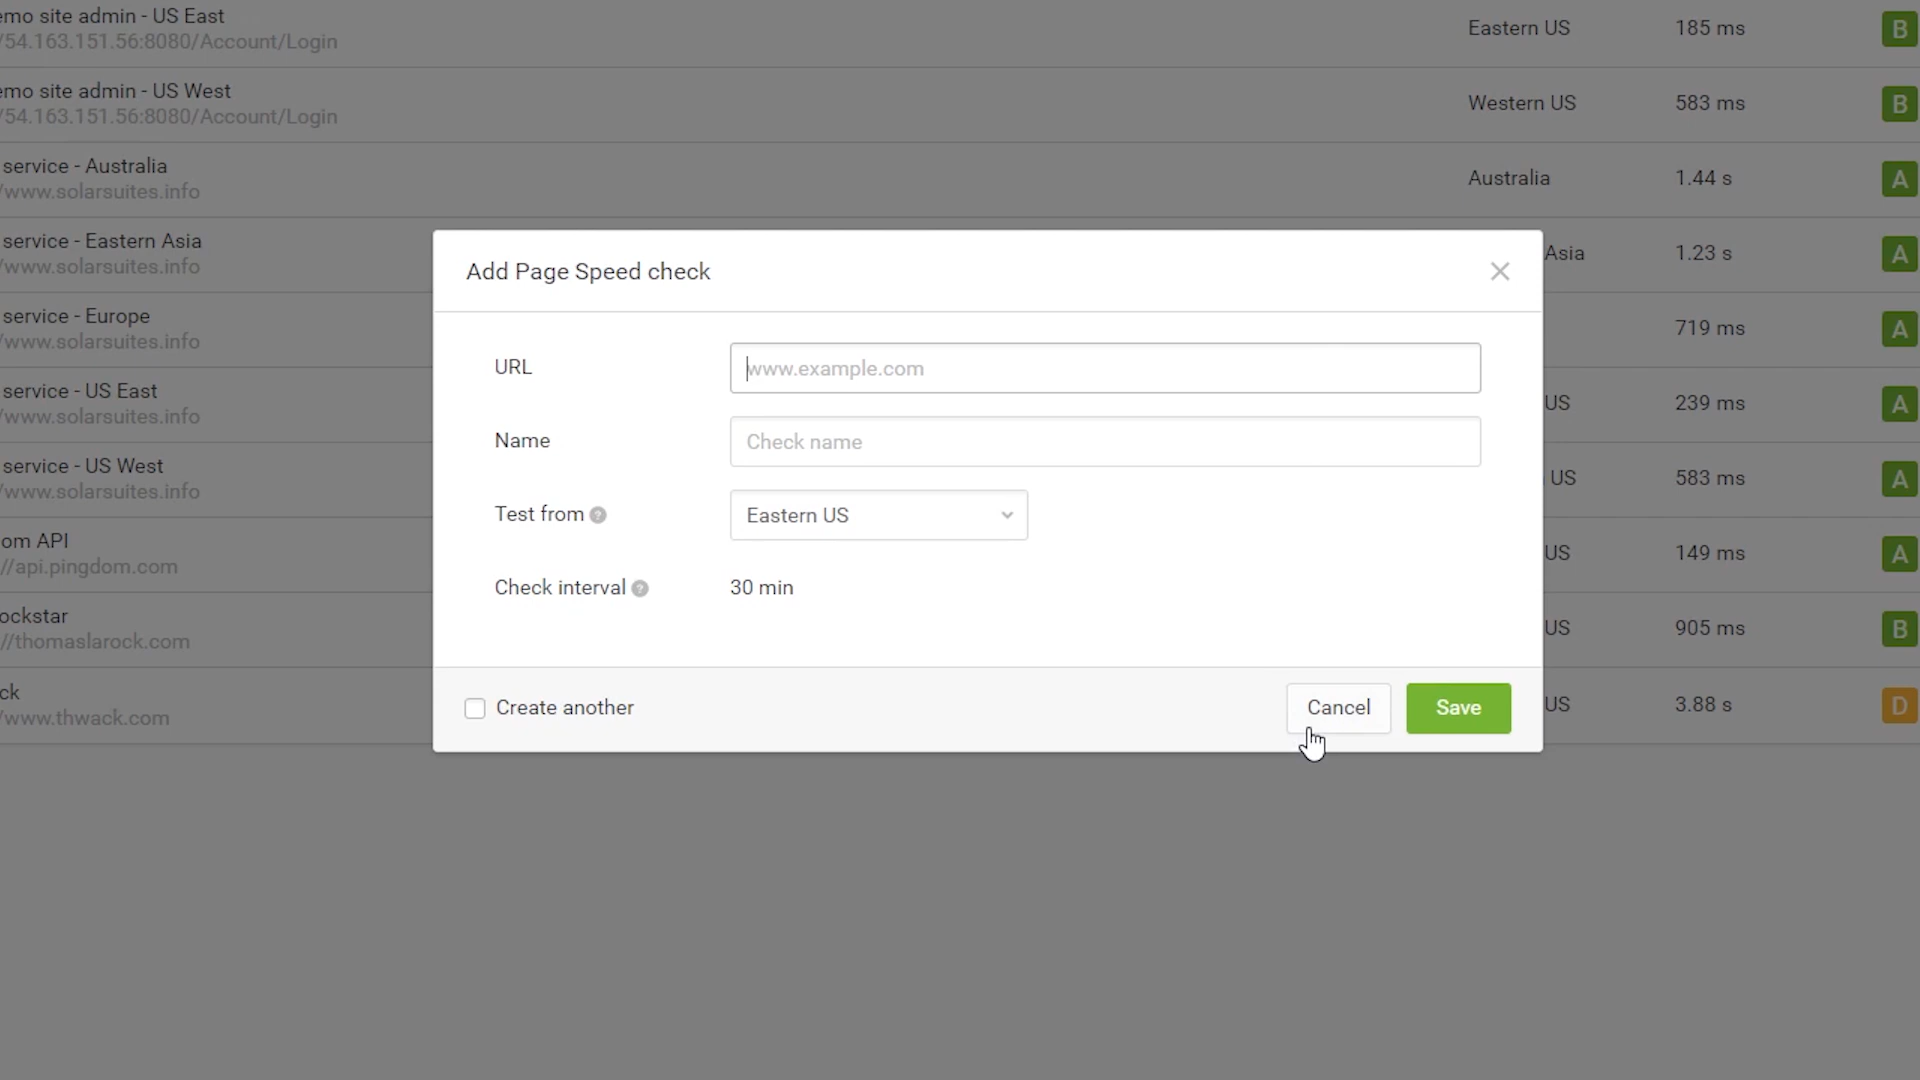 emo site admin - US East
/54.163.151.56:8080/Account/Login
Eastern US
185 ms
B
emo site admin - US West
/54.163.151.56:8080/Account/Login
Western US
583 ms
B
service - Australia
/www.solarsuites.info
Australia
1.44 s
A
service - Eastern Asia
/www.solarsuites.info
Asia
1.23 s
A
service - Europe
/www.solarsuites.info
719 ms
A
service - US East
/www.solarsuites.info
US
239 ms
A
service - US West
/www.solarsuites.info
US
583 ms
A
om API
//api.pingdom.com
US
149 ms
A
ockstar
//thomaslarock.com
US
905 ms
B
ck
/www.thwack.com
US
3.88 s
D
Add Page Speed check
URL
www.example.com
Name
Check name
Test from ?
Eastern US
Check interval ?
30 min
Create another
Cancel
Save